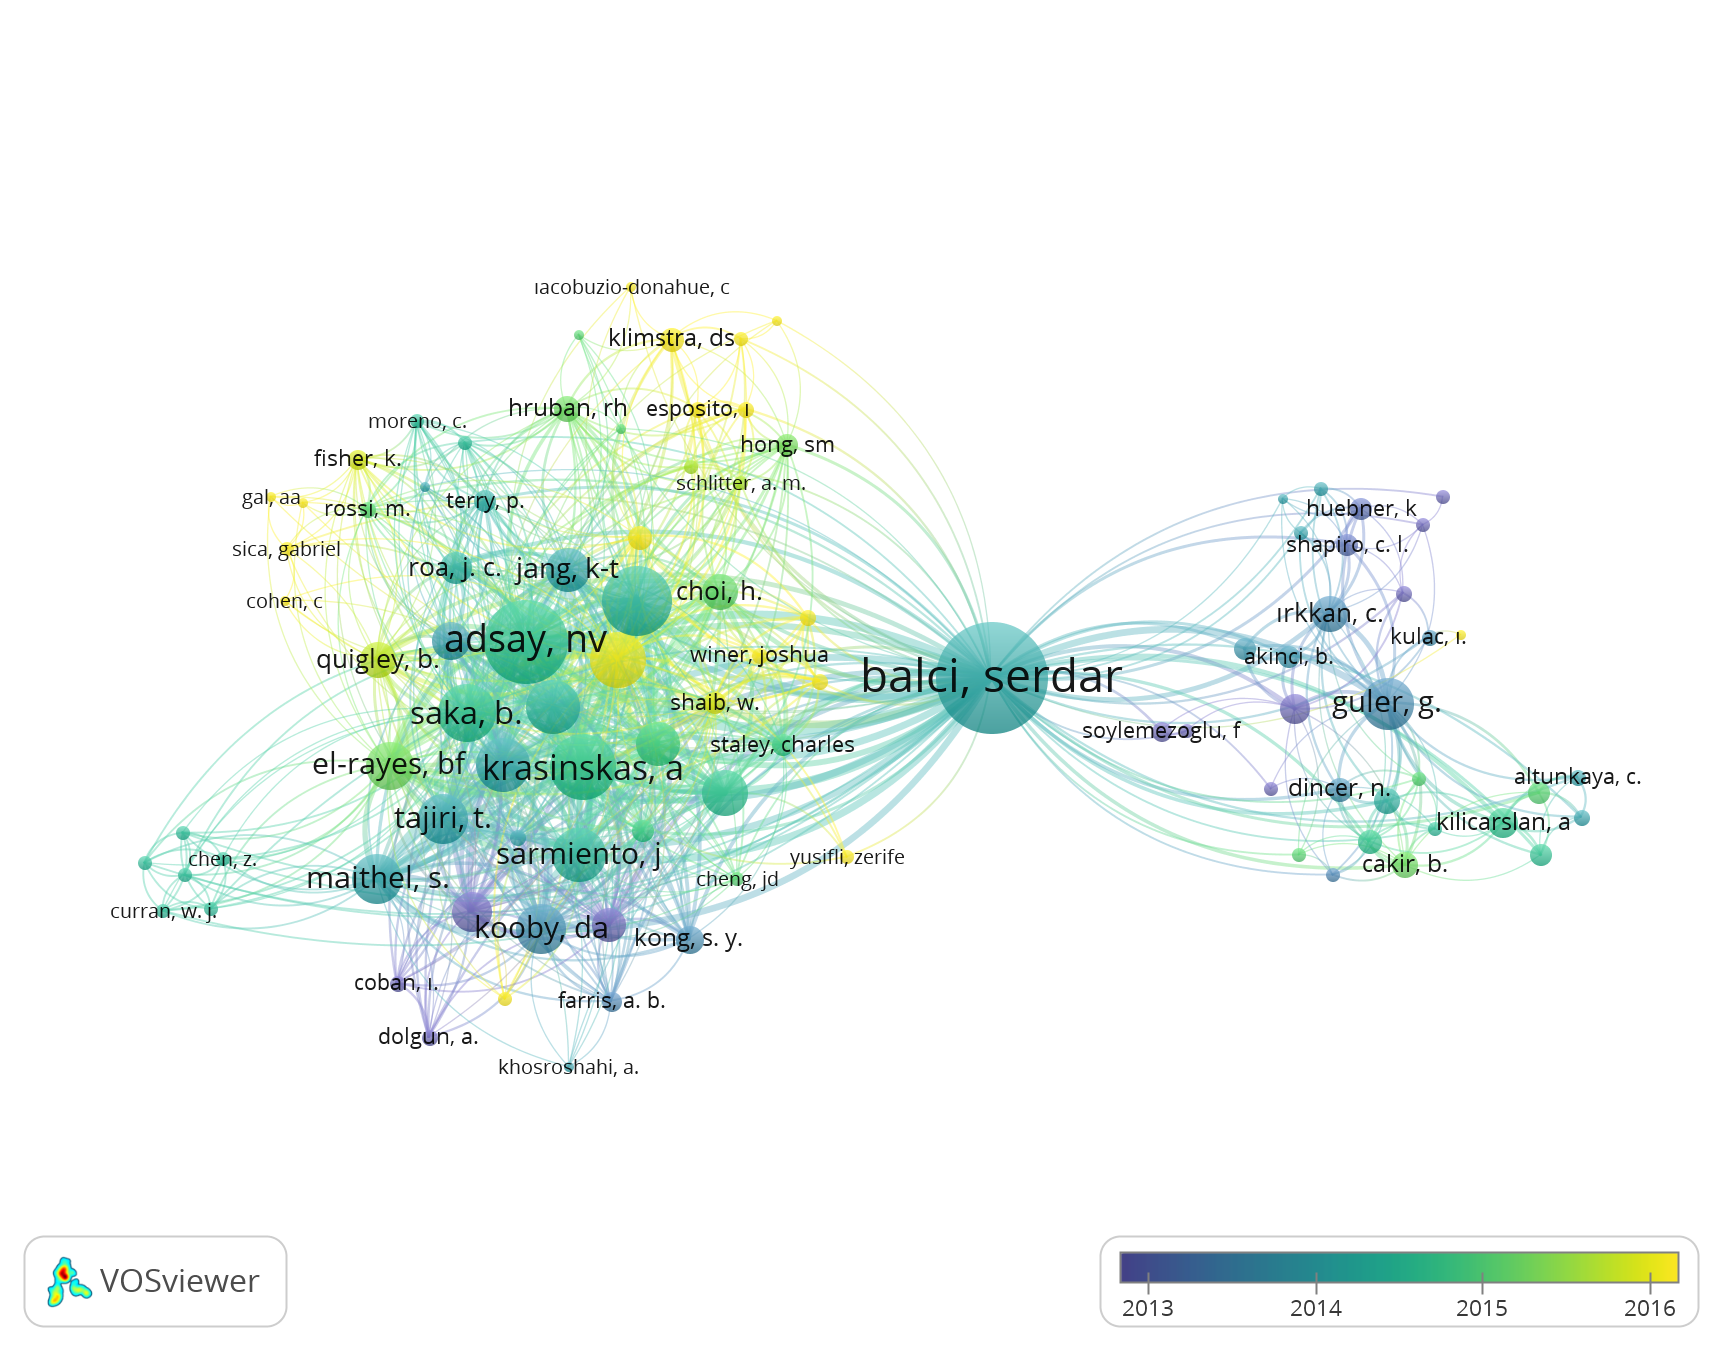 ıacobuzio-donahue, c
klimstra, ds
hruban, rh
esposito, ı
moreno, c.
hong, sm
fisher, k.
schlitter, a. m.
gal, aa
rossi, m.
terry, p.
huebner, k
sica, gabriel
shapiro, c. l.
roa, j. c.
jang, k-t
choi, h.
cohen, c
ırkkan, c.
adsay, nv
kulac, ı.
quigley, b.
winer, joshua
akinci, b.
balci, serdar
shaib, w.
guler, g.
saka, b.
soylemezoglu, f
staley, charles
el-rayes, bf
krasinskas, a
altunkaya, c.
dincer, n.
tajiri, t.
kilicarslan, a
sarmiento, j
chen, z.
yusifli, zerife
cakir, b.
maithel, s.
cheng, jd
curran, w. j.
kooby, da
kong, s. y.
coban, ı.
farris, a. b.
dolgun, a.
khosroshahi, a.
VOSviewer
2013
2014
2015
2016